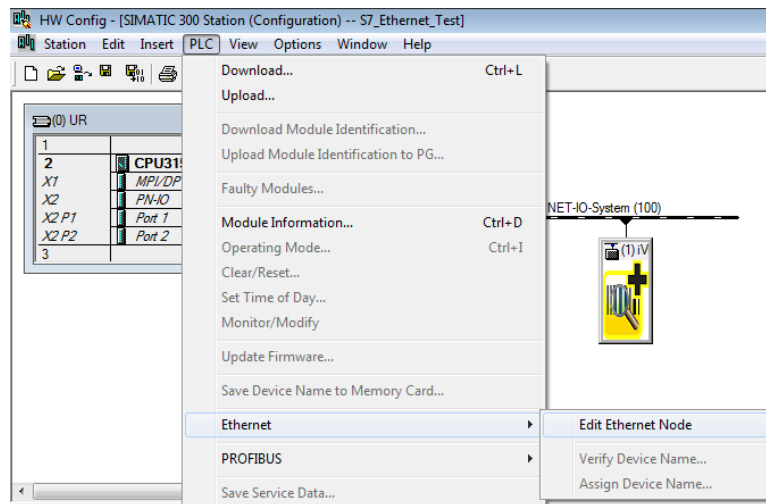 HW Config - [SIMATIC 300 Station (Configuration) -- S7_Ethernet_Test]
Station Edit Insert PLC View Options Window Help
(0) UR
1
2 CPU31
X1 MPI/DP
X2 PN-IO
X2 P1 Port 1
X2 P2 Port 2
3
Download... Ctrl+L
Upload...
Download Module Identification...
Upload Module Identification to PG...
Faulty Modules...
Module Information... Ctrl+D
Operating Mode... Ctrl+I
Clear/Reset...
Set Time of Day...
Monitor/Modify
Update Firmware...
Save Device Name to Memory Card...
Ethernet
PROFIBUS
Save Service Data...
Edit Ethernet Node
Verify Device Name...
Assign Device Name...
NET-IO-System (100)
(1) iV